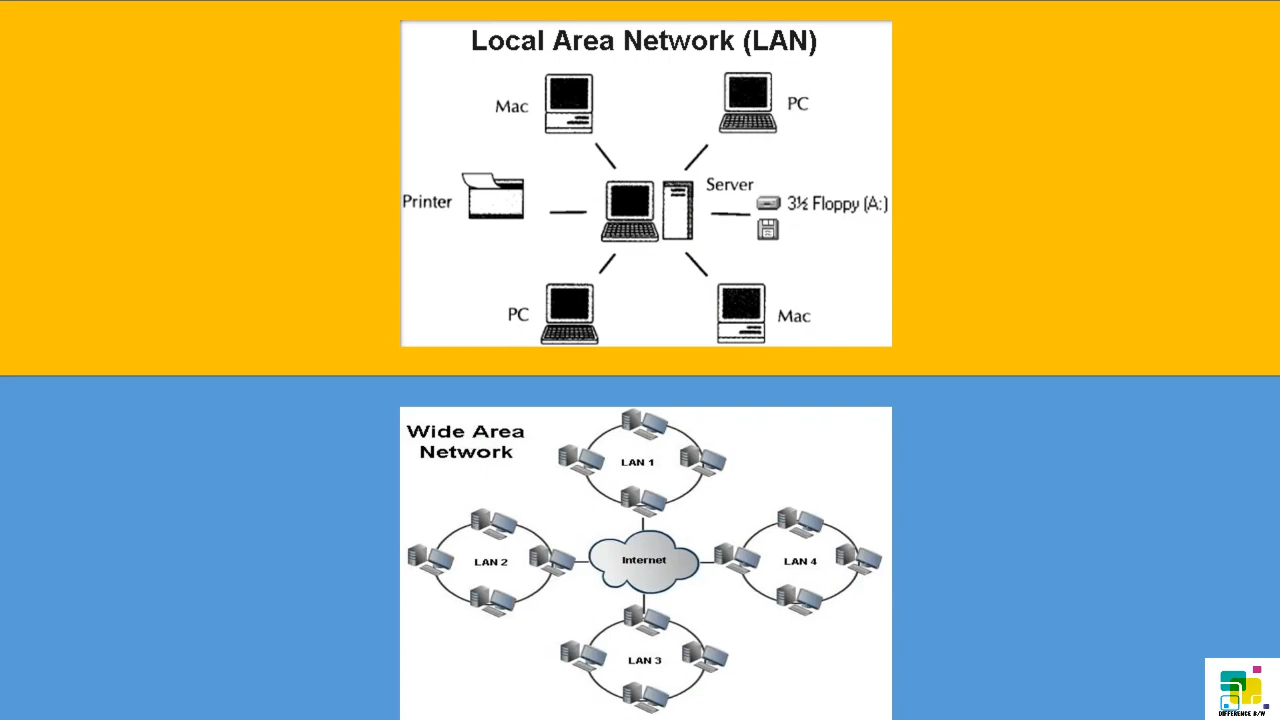 Local Area Network (LAN)
Mac
PC
Printer
Server
3½ Floppy (A:)
PC
Mac
Wide Area
Network
LAN 1
LAN 2
Internet
LAN 4
LAN 3
DIFFERENCE B/W